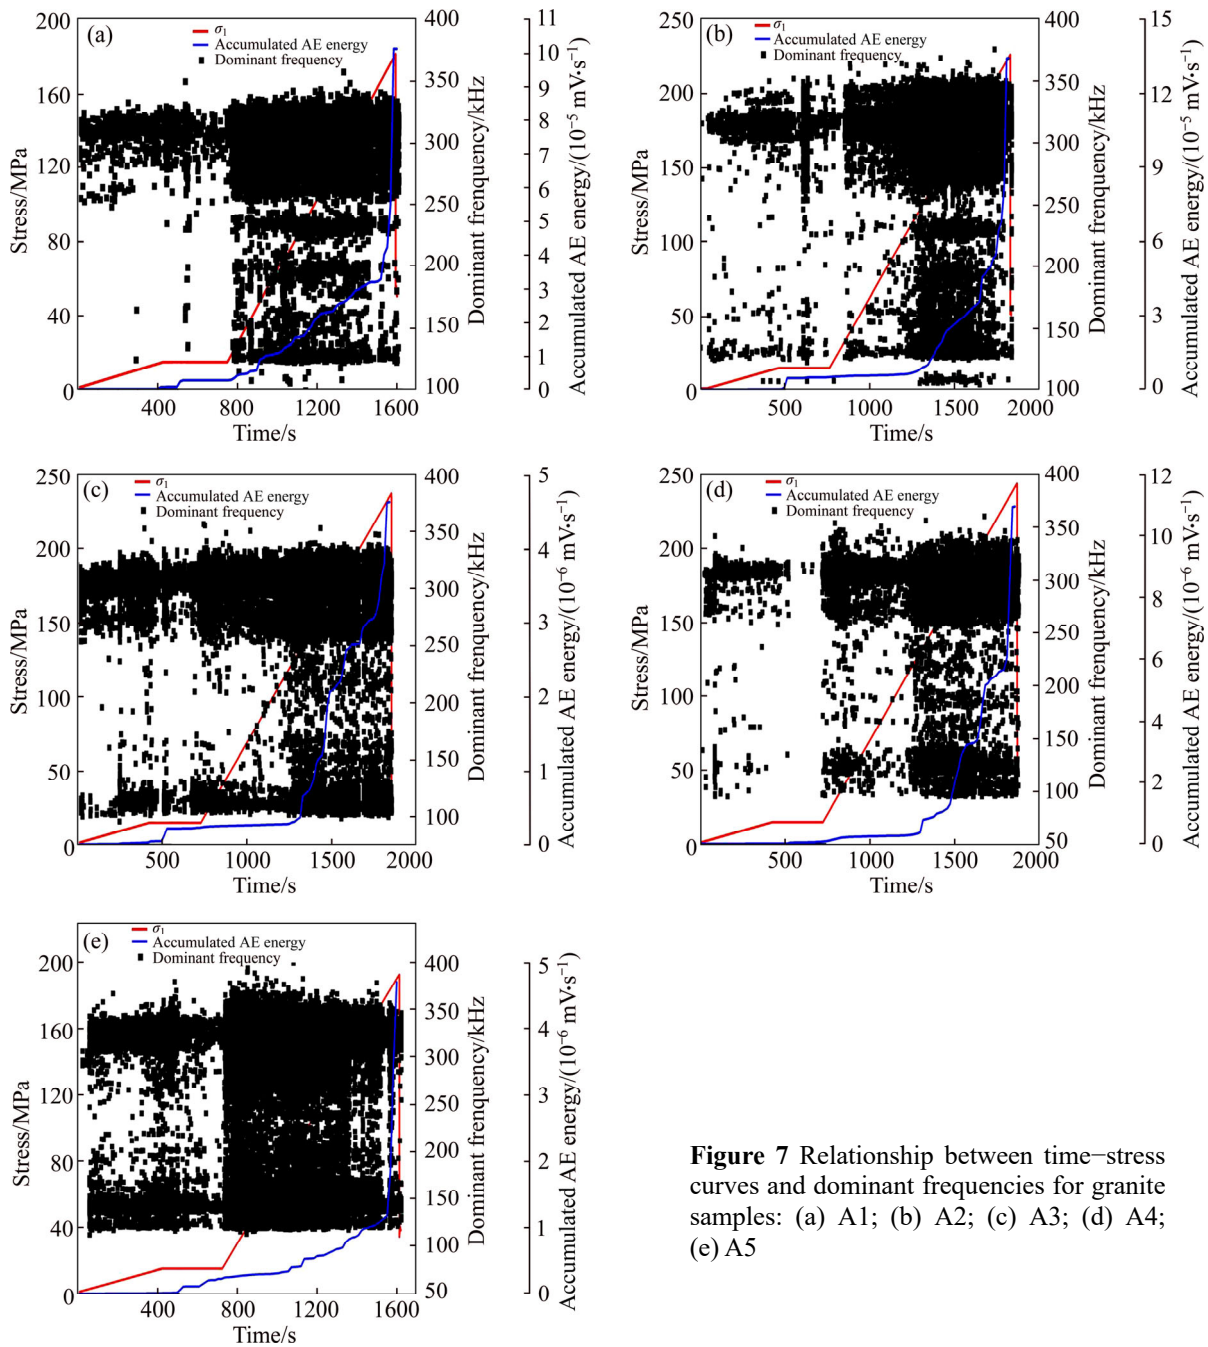 (a)
σ1
Accumulated AE energy
Dominant frequency
Stress/MPa
200
160
120
100
80
40
0
400
800
1200
1600
Time/s
400
350
300
250
200
150
100
Dominant frenquency/kHz
11
10
9
8
7
6
5
4
3
2
1
0
Accumulated AE energy/(10−5 mV·s−1)
(b)
σ1
Accumulated AE energy
Dominant frequency
Stress/MPa
250
200
150
100
50
0
500
1000
1500
2000
Time/s
400
350
300
250
200
150
100
Dominant frenquency/kHz
15
12
9
6
3
0
Accumulated AE energy/(10−5 mV·s−1)
(c)
σ1
Accumulated AE energy
Dominant frequency
Stress/MPa
250
200
150
100
50
0
500
1000
1500
2000
Time/s
400
350
300
250
200
150
100
Dominant frenquency/kHz
5
4
3
2
1
0
Accumulated AE energy/(10−6 mV·s−1)
(d)
σ1
Accumulated AE energy
Dominant frequency
Stress/MPa
250
200
150
100
50
0
500
1000
1500
2000
Time/s
400
350
300
250
200
150
100
50
Dominant frenquency/kHz
12
10
8
6
4
2
0
Accumulated AE energy/(10−6 mV·s−1)
(e)
σ1
Accumulated AE energy
Dominant frequency
Stress/MPa
200
160
120
80
40
0
400
800
1200
1600
Time/s
400
350
300
250
200
150
100
50
Dominant frenquency/kHz
5
4
3
2
1
0
Accumulated AE energy/(10−6 mV·s−1)
Figure 7 Relationship between time−stress
curves and dominant frequencies for granite
samples: (a) A1; (b) A2; (c) A3; (d) A4;
(e) A5